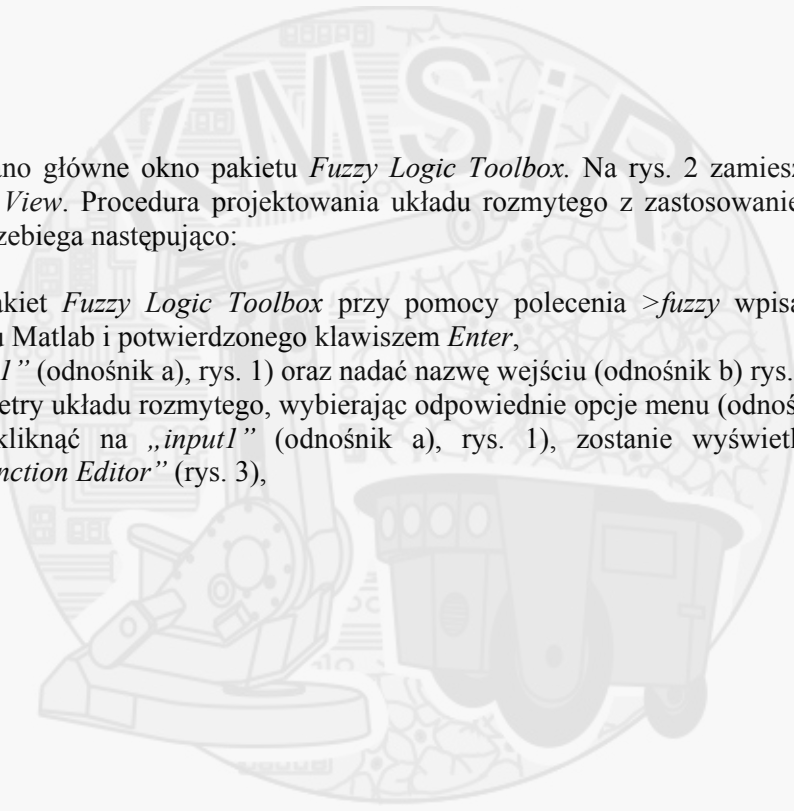 KMSiR
no główne okno pakietu Fuzzy Logic Toolbox. Na rys. 2 zamiesz
View. Procedura projektowania układu rozmytego z zastosowanie
zebiega następująco:
akiet Fuzzy Logic Toolbox przy pomocy polecenia >fuzzy wpisa
u Matlab i potwierdzonego klawiszem Enter,
1” (odnośnik a), rys. 1) oraz nadać nazwę wejściu (odnośnik b) rys.
etry układu rozmytego, wybierając odpowiednie opcje menu (odnoś
kliknąć na „input1” (odnośnik a), rys. 1), zostanie wyświetl
nction Editor” (rys. 3),